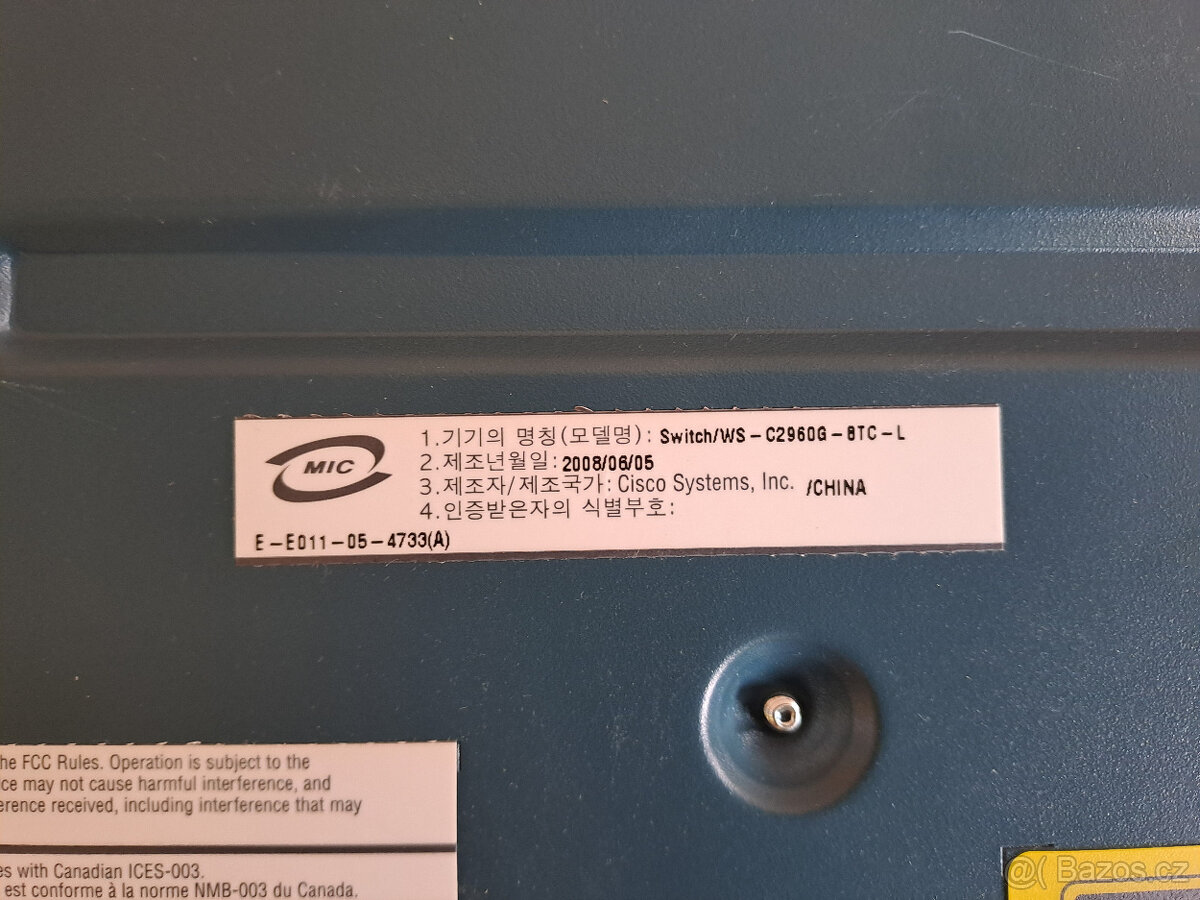 MIC
1.기기의 명칭(모델명): Switch/WS-C2960G-8TC-L
2.제조년월일: 2008/06/05
3.제조자/제조국가: Cisco Systems, Inc. /CHINA
4.인증받은자의 식별부호:
E-E011-05-4733(A)
he FCC Rules. Operation is subject to the
ce may not cause harmful interference, and
erence received, including interference that may
es with Canadian ICES-003.
est conforme à la norme NMB-003 du Canada.
@( Bazos.cz